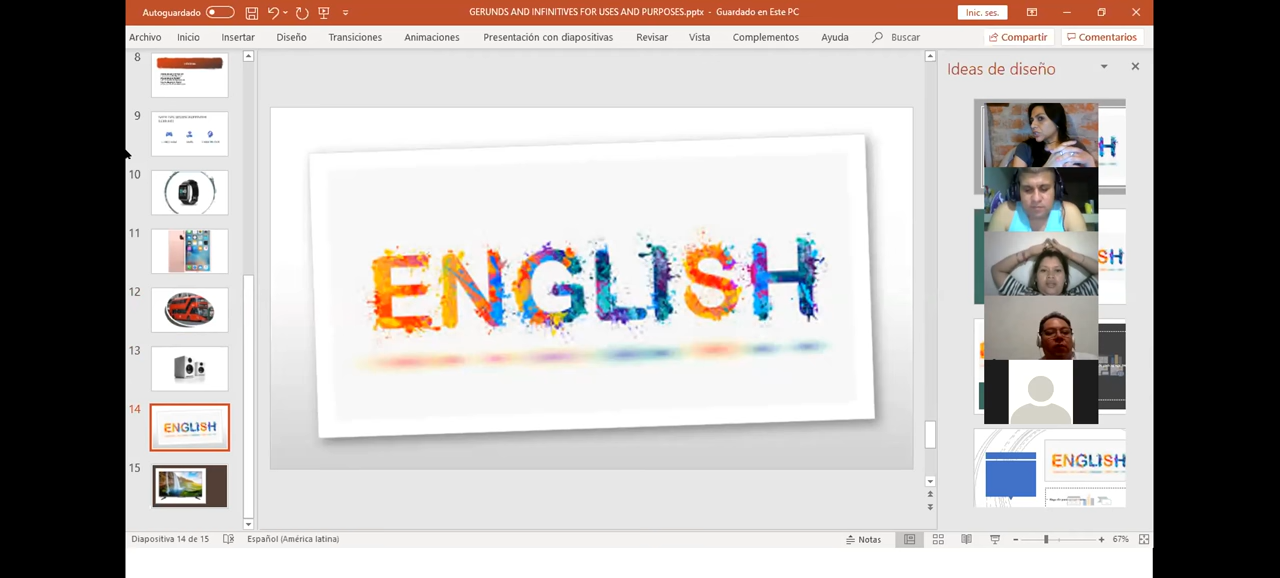 Autoguardado
GERUNDS AND INFINITIVES FOR USES AND PURPOSES.pptx - Guardado en Este PC
Inic. ses.
Archivo Inicio Insertar Diseño Transiciones Animaciones Presentación con diapositivas Revisar Vista Complementos Ayuda Buscar Compartir Comentarios
8
9
10
11
12
13
14
ENGLISH
15
ENGLISH
Ideas de diseño
H
SH
ENGLISH
Diapositiva 14 de 15 Español (América latina) Notas 67%